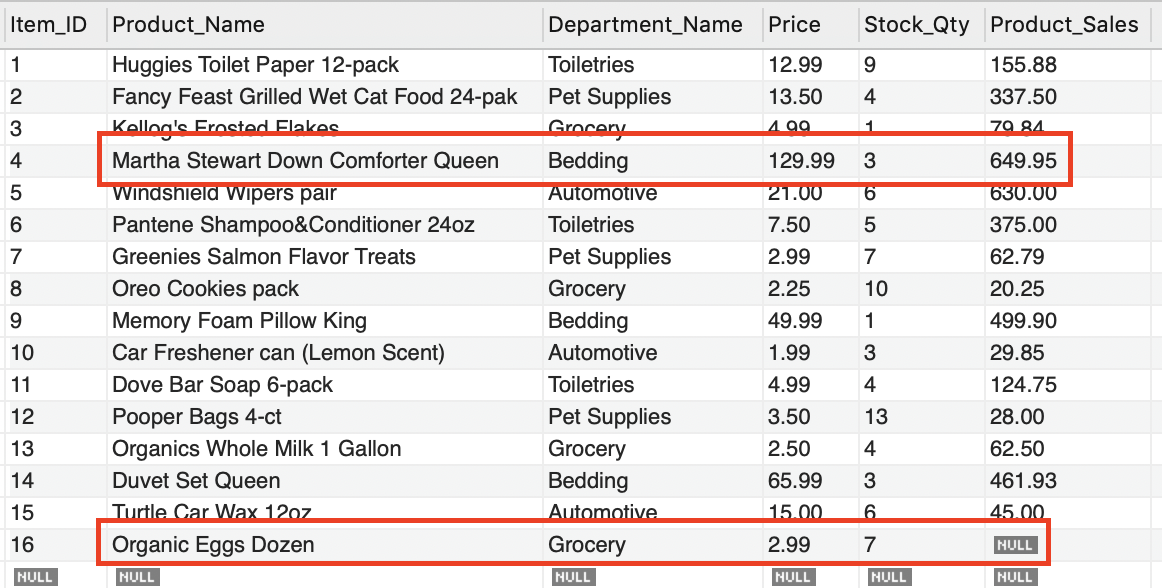 Item_ID Product_Name Department_Name Price Stock_Qty Product_Sales
1 Huggies Toilet Paper 12-pack Toiletries 12.99 9 155.88
2 Fancy Feast Grilled Wet Cat Food 24-pak Pet Supplies 13.50 4 337.50
3 Kellog's Frosted Flakes Grocery 4.99 1 79.84
4 Martha Stewart Down Comforter Queen Bedding 129.99 3 649.95
5 Windshield Wipers pair Automotive 21.00 6 630.00
6 Pantene Shampoo&Conditioner 24oz Toiletries 7.50 5 375.00
7 Greenies Salmon Flavor Treats Pet Supplies 2.99 7 62.79
8 Oreo Cookies pack Grocery 2.25 10 20.25
9 Memory Foam Pillow King Bedding 49.99 1 499.90
10 Car Freshener can (Lemon Scent) Automotive 1.99 3 29.85
11 Dove Bar Soap 6-pack Toiletries 4.99 4 124.75
12 Pooper Bags 4-ct Pet Supplies 3.50 13 28.00
13 Organics Whole Milk 1 Gallon Grocery 2.50 4 62.50
14 Duvet Set Queen Bedding 65.99 3 461.93
15 Turtle Car Wax 12oz Automotive 15.00 6 45.00
16 Organic Eggs Dozen Grocery 2.99 7 NULL
NULL NULL NULL NULL NULL NULL